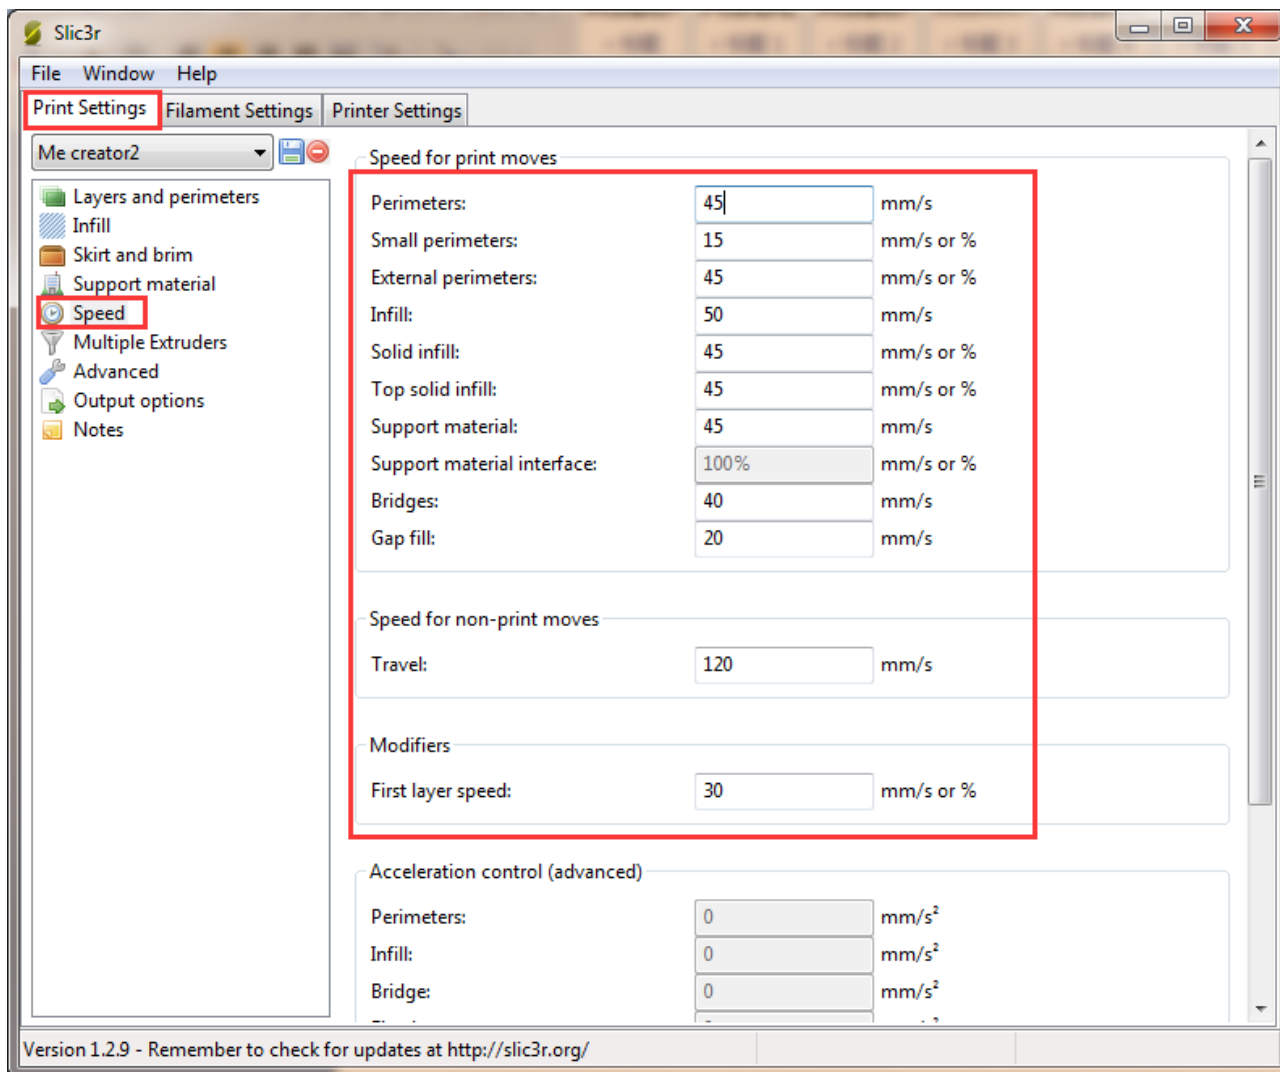 Slic3r
File Window Help
Print Settings Filament Settings Printer Settings
Me creator2
Layers and perimeters
Infill
Skirt and brim
Support material
Speed
Multiple Extruders
Advanced
Output options
Notes
Speed for print moves
Perimeters: 45 mm/s
Small perimeters: 15 mm/s or %
External perimeters: 45 mm/s or %
Infill: 50 mm/s
Solid infill: 45 mm/s or %
Top solid infill: 45 mm/s or %
Support material: 45 mm/s
Support material interface: 100% mm/s or %
Bridges: 40 mm/s
Gap fill: 20 mm/s
Speed for non-print moves
Travel: 120 mm/s
Modifiers
First layer speed: 30 mm/s or %
Acceleration control (advanced)
Perimeters: 0 mm/s²
Infill: 0 mm/s²
Bridge: 0 mm/s²
Version 1.2.9 - Remember to check for updates at http://slic3r.org/